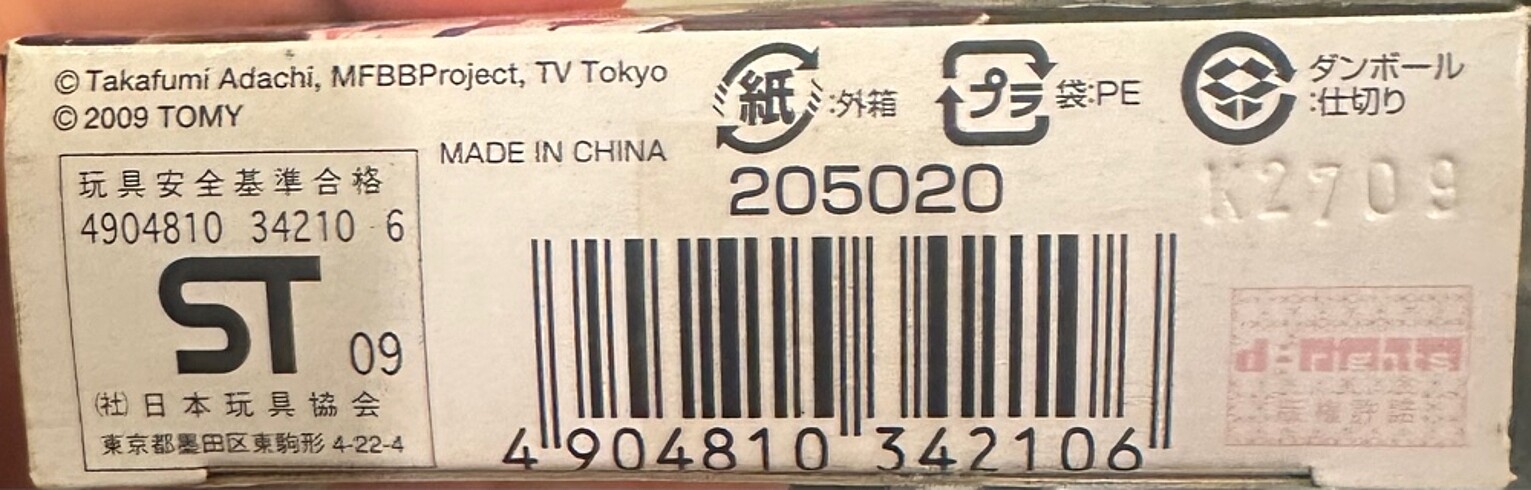 © Takafumi Adachi, MFBBProject, TV Tokyo
© 2009 TOMY
MADE IN CHINA
紙 :外箱
プラ 袋:PE
ダンボール
:仕切り
玩具安全基準合格
4904810 34210 6
ST 09
(社)日本玩具協会
東京都墨田区東駒形 4-22-4
205020
4 904810 342106
K2709